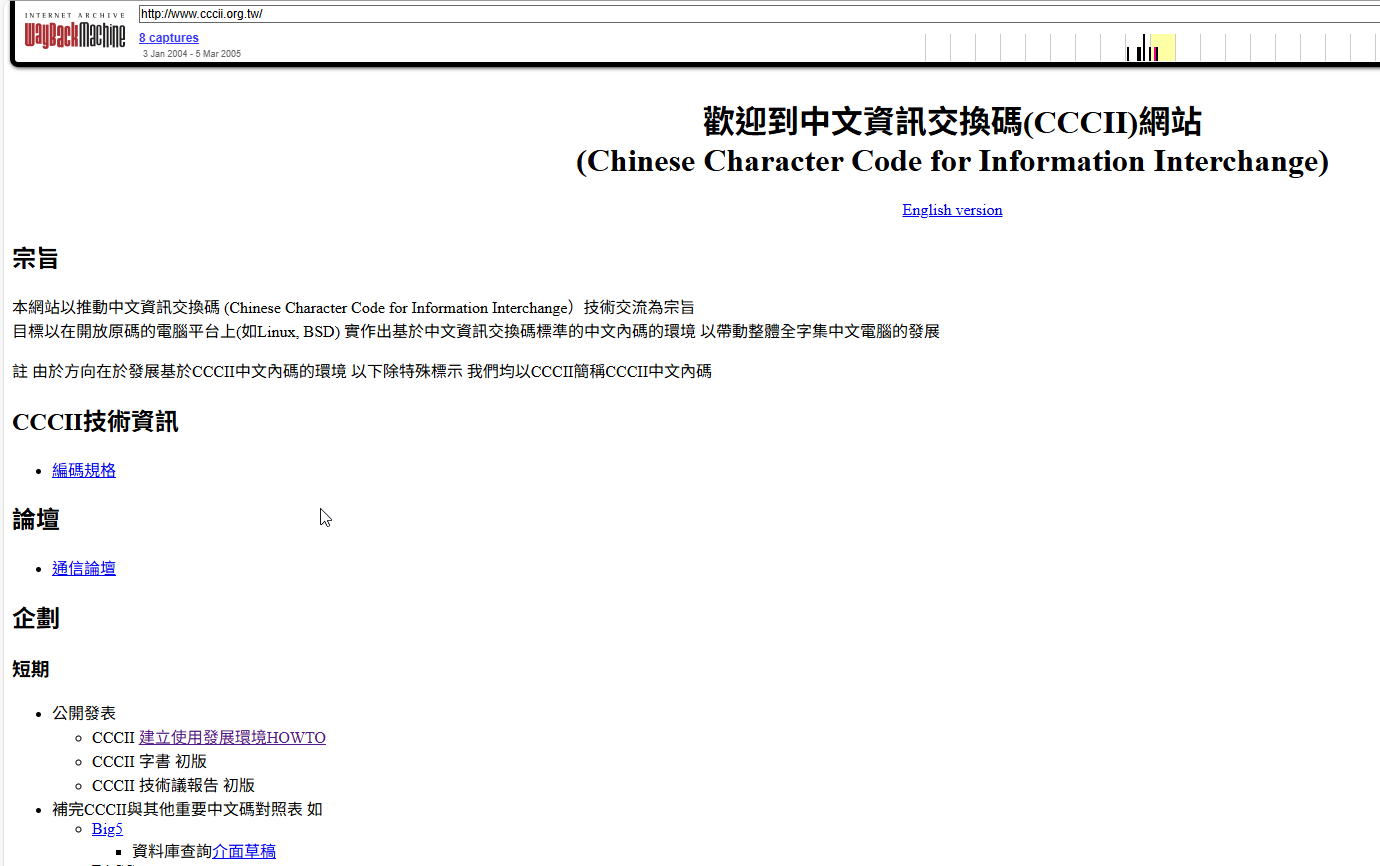 INTERNET ARCHIVE
WayBackMachine
http://www.cccii.org.tw/
8 captures
3 Jan 2004 - 5 Mar 2005
歡迎到中文資訊交換碼(CCCII)網站
(Chinese Character Code for Information Interchange)
English version
宗旨
本網站以推動中文資訊交換碼 (Chinese Character Code for Information Interchange）技術交流為宗旨
目標以在開放原碼的電腦平台上(如Linux, BSD) 實作出基於中文資訊交換碼標準的中文內碼的環境 以帶動整體全字集中文電腦的發展
註 由於方向在於發展基於CCCII中文內碼的環境 以下除特殊標示 我們均以CCCII簡稱CCCII中文內碼
CCCII技術資訊
編碼規格
論壇
通信論壇
企劃
短期
公開發表
CCCII 建立使用發展環境HOWTO
CCCII 字書 初版
CCCII 技術議報告 初版
補完CCCII與其他重要中文碼對照表 如
Big5
資料庫查詢介面草稿